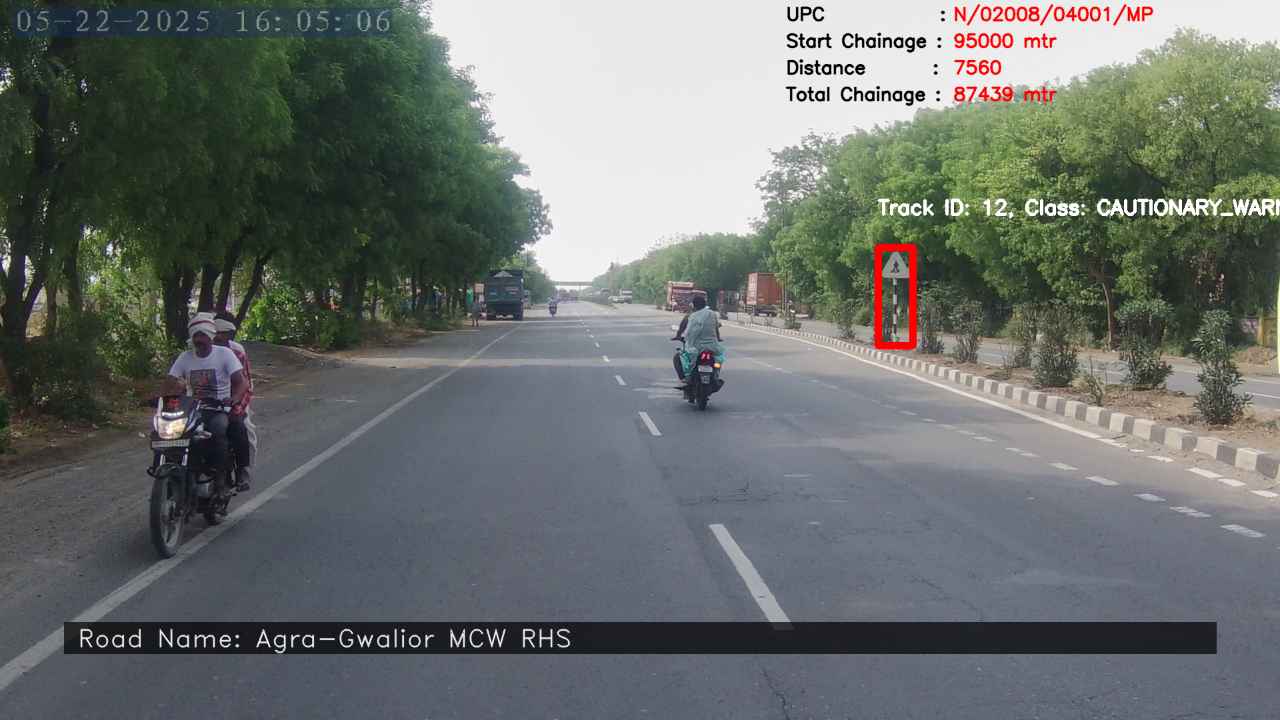 05-22-2025 16:05:06
UPC : N/02008/04001/MP
Start Chainage : 95000 mtr
Distance : 7560
Total Chainage : 87439 mtr
Track ID: 12, Class: CAUTIONARY_WARN
Road Name: Agra-Gwalior MCW RHS